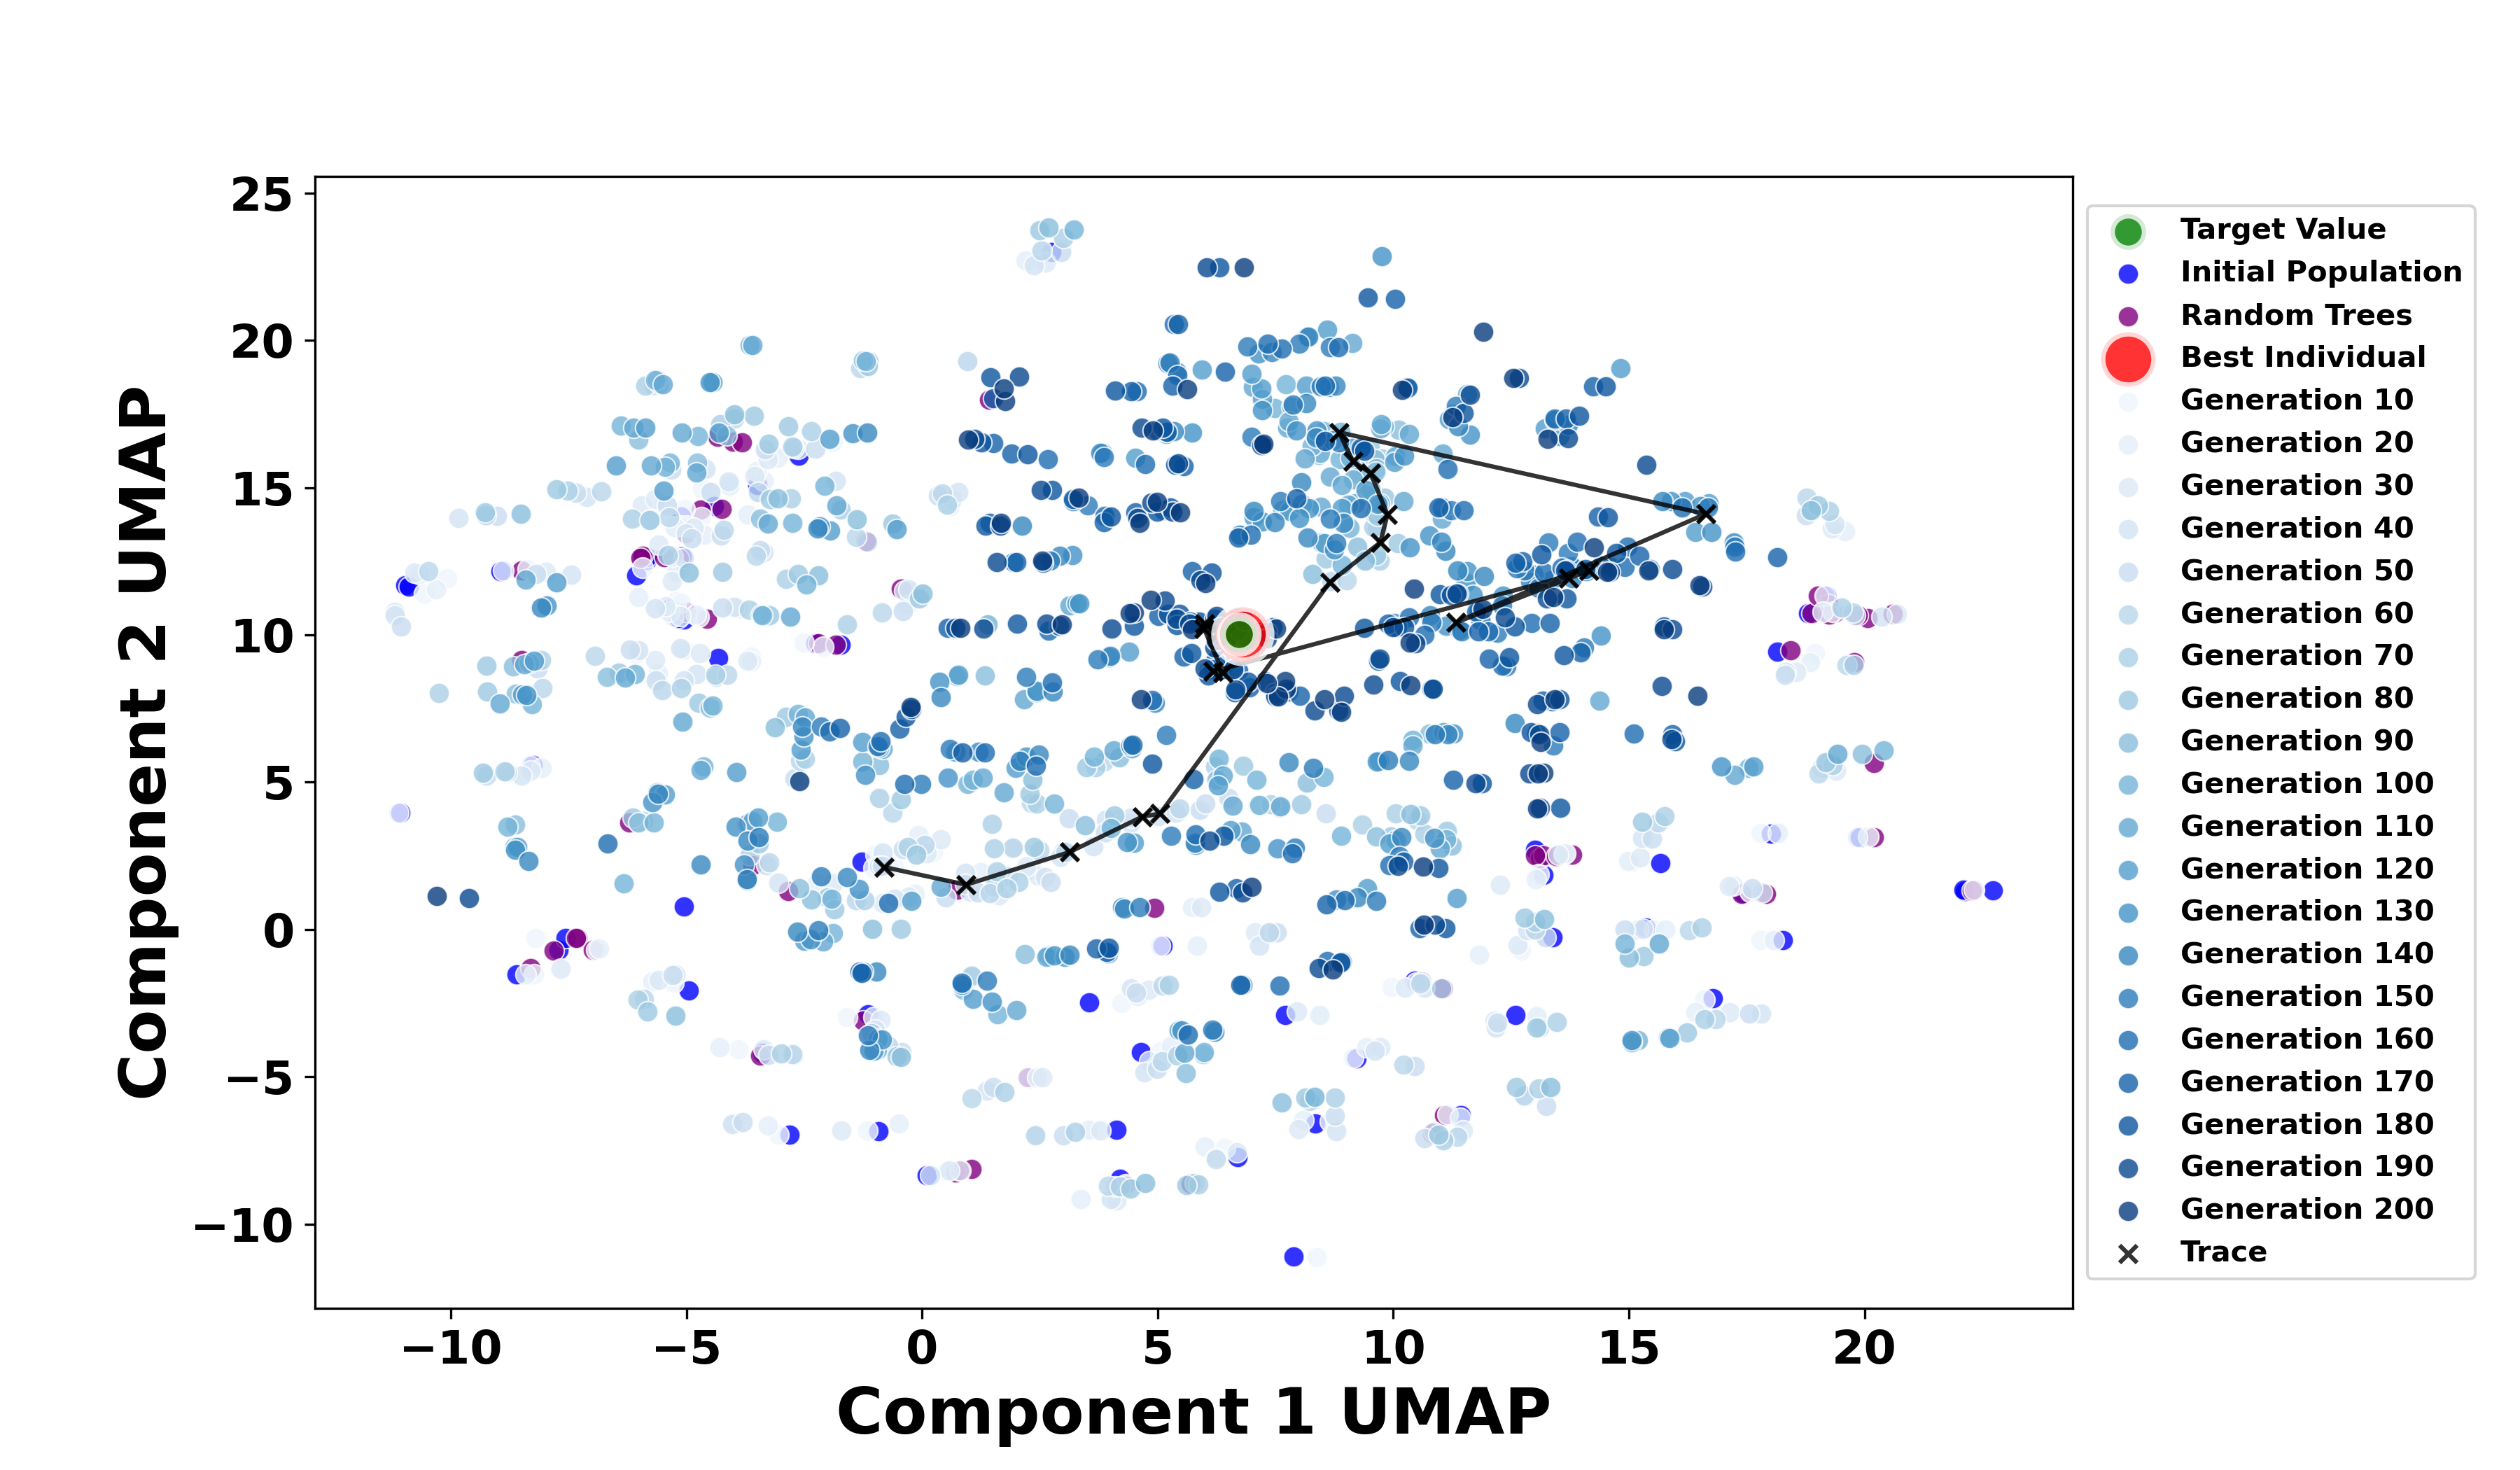 25
20
15
10
5
0
−5
−10
Component 2 UMAP
−10
−5
0
5
10
15
20
Component 1 UMAP
Target Value
Initial Population
Random Trees
Best Individual
Generation 10
Generation 20
Generation 30
Generation 40
Generation 50
Generation 60
Generation 70
Generation 80
Generation 90
Generation 100
Generation 110
Generation 120
Generation 130
Generation 140
Generation 150
Generation 160
Generation 170
Generation 180
Generation 190
Generation 200
Trace